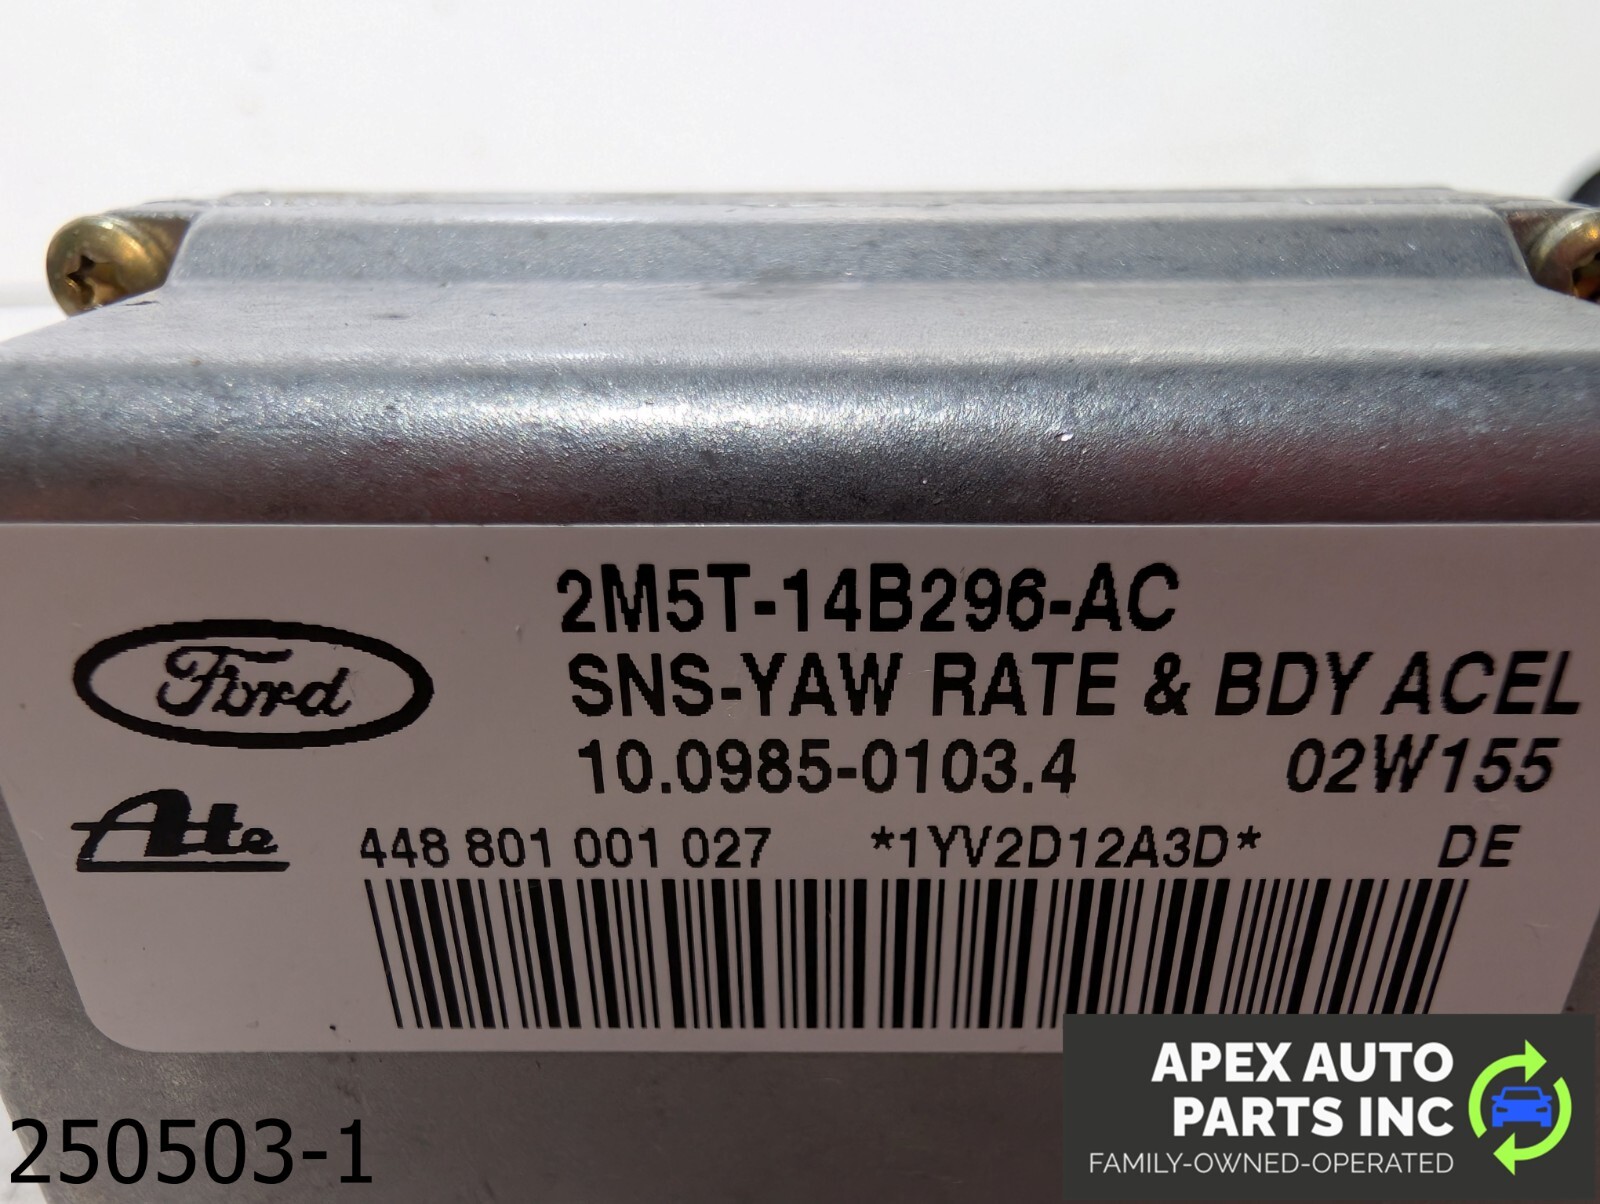 2M5T-14B296-AC
Ford
SNS-YAW RATE & BDY ACEL
10.0985-0103.4 02W155
Ate
448 801 001 027 *1YV2D12A3D* DE
APEX AUTO
PARTS INC
FAMILY-OWNED-OPERATED
250503-1